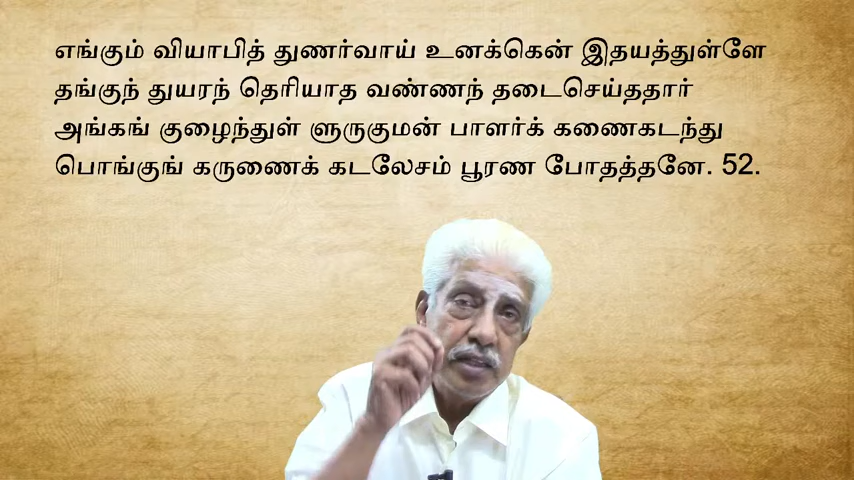 எங்கும் வியாபித் துணர்வாய் உனக்கென் இதயத்துள்ளே
தங்குந் துயரந் தெரியாத வண்ணந் தடைசெய்ததார்
அங்கங் குழைந்துள் ளுருகுமன் பாளர்க் கணைகடந்து
பொங்குங் கருணைக் கடலேசம் பூரண போதத்தனே. 52.